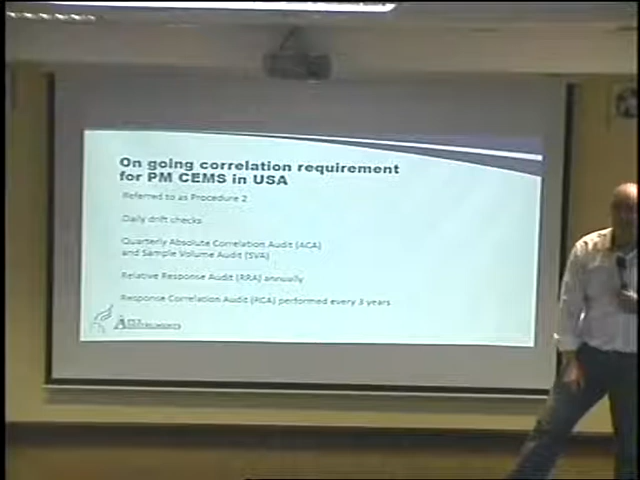 On going correlation requirement
for PM CEMS in USA
Referred to as Procedure 2
Daily drift checks
Quarterly Absolute Correlation Audit (ACA)
and Sample Volume Audit (SVA)
Relative Response Audit (RRA) annually
Response Correlation Audit (RCA) performed every 3 years